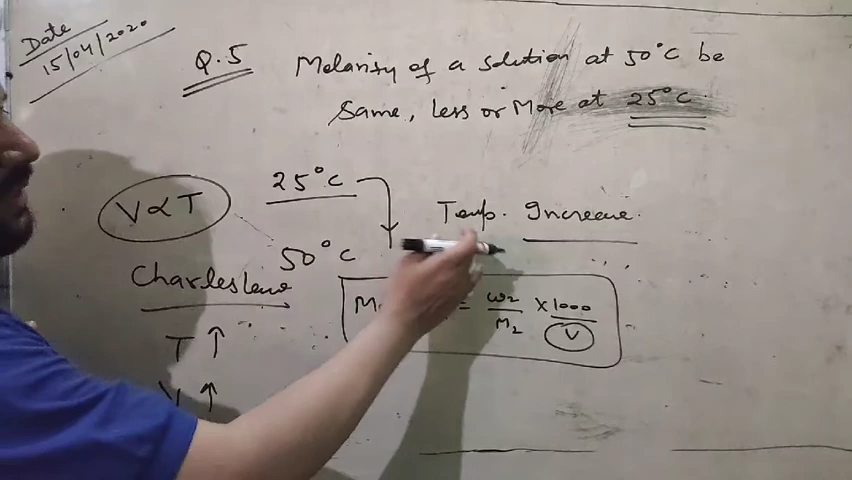 Date
15/04/2020
Q.5 Molarity of a solution at 50°C be
Same, less or More at 25°C.
V∝T
25°C
50°C
Temp. Increase.
Charles law
T ↑
V ↑
= w2/M2 × 1000/V